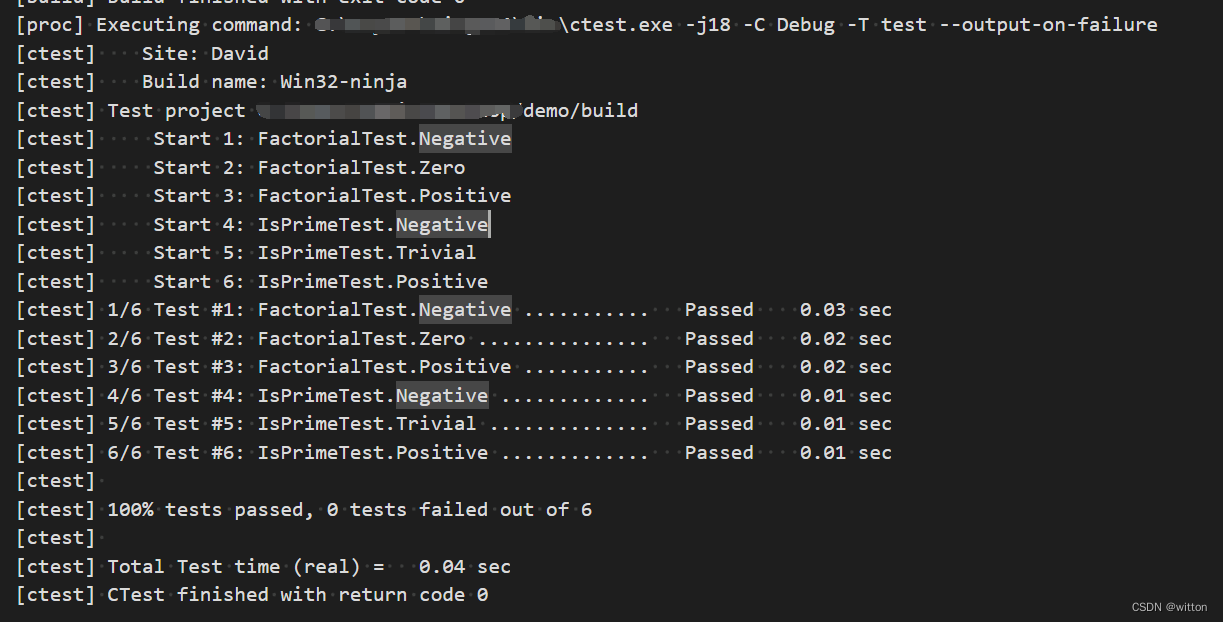 [build] Build finished with exit code 0
[proc] Executing command: \ctest.exe -j18 -C Debug -T test --output-on-failure
[ctest]    Site: David
[ctest]    Build name: Win32-ninja
[ctest] Test project /demo/build
[ctest]     Start 1: FactorialTest.Negative
[ctest]     Start 2: FactorialTest.Zero
[ctest]     Start 3: FactorialTest.Positive
[ctest]     Start 4: IsPrimeTest.Negative
[ctest]     Start 5: IsPrimeTest.Trivial
[ctest]     Start 6: IsPrimeTest.Positive
[ctest] 1/6 Test #1: FactorialTest.Negative ...........   Passed    0.03 sec
[ctest] 2/6 Test #2: FactorialTest.Zero ...............   Passed    0.02 sec
[ctest] 3/6 Test #3: FactorialTest.Positive ...........   Passed    0.02 sec
[ctest] 4/6 Test #4: IsPrimeTest.Negative .............   Passed    0.01 sec
[ctest] 5/6 Test #5: IsPrimeTest.Trivial ..............   Passed    0.01 sec
[ctest] 6/6 Test #6: IsPrimeTest.Positive .............   Passed    0.01 sec
[ctest]
[ctest] 100% tests passed, 0 tests failed out of 6
[ctest]
[ctest] Total Test time (real) =   0.04 sec
[ctest] CTest finished with return code 0
CSDN @witton